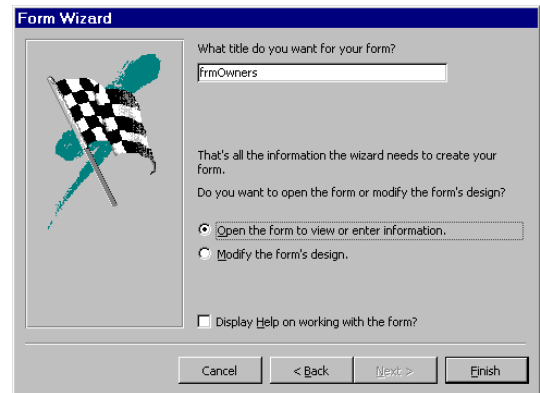 Form Wizard
What title do you want for your form?
frmOwners
That's all the information the wizard needs to create your
form.
Do you want to open the form or modify the form's design?
Open the form to view or enter information.
Modify the form's design.
Display Help on working with the form?
Cancel
< Back
Next >
Finish